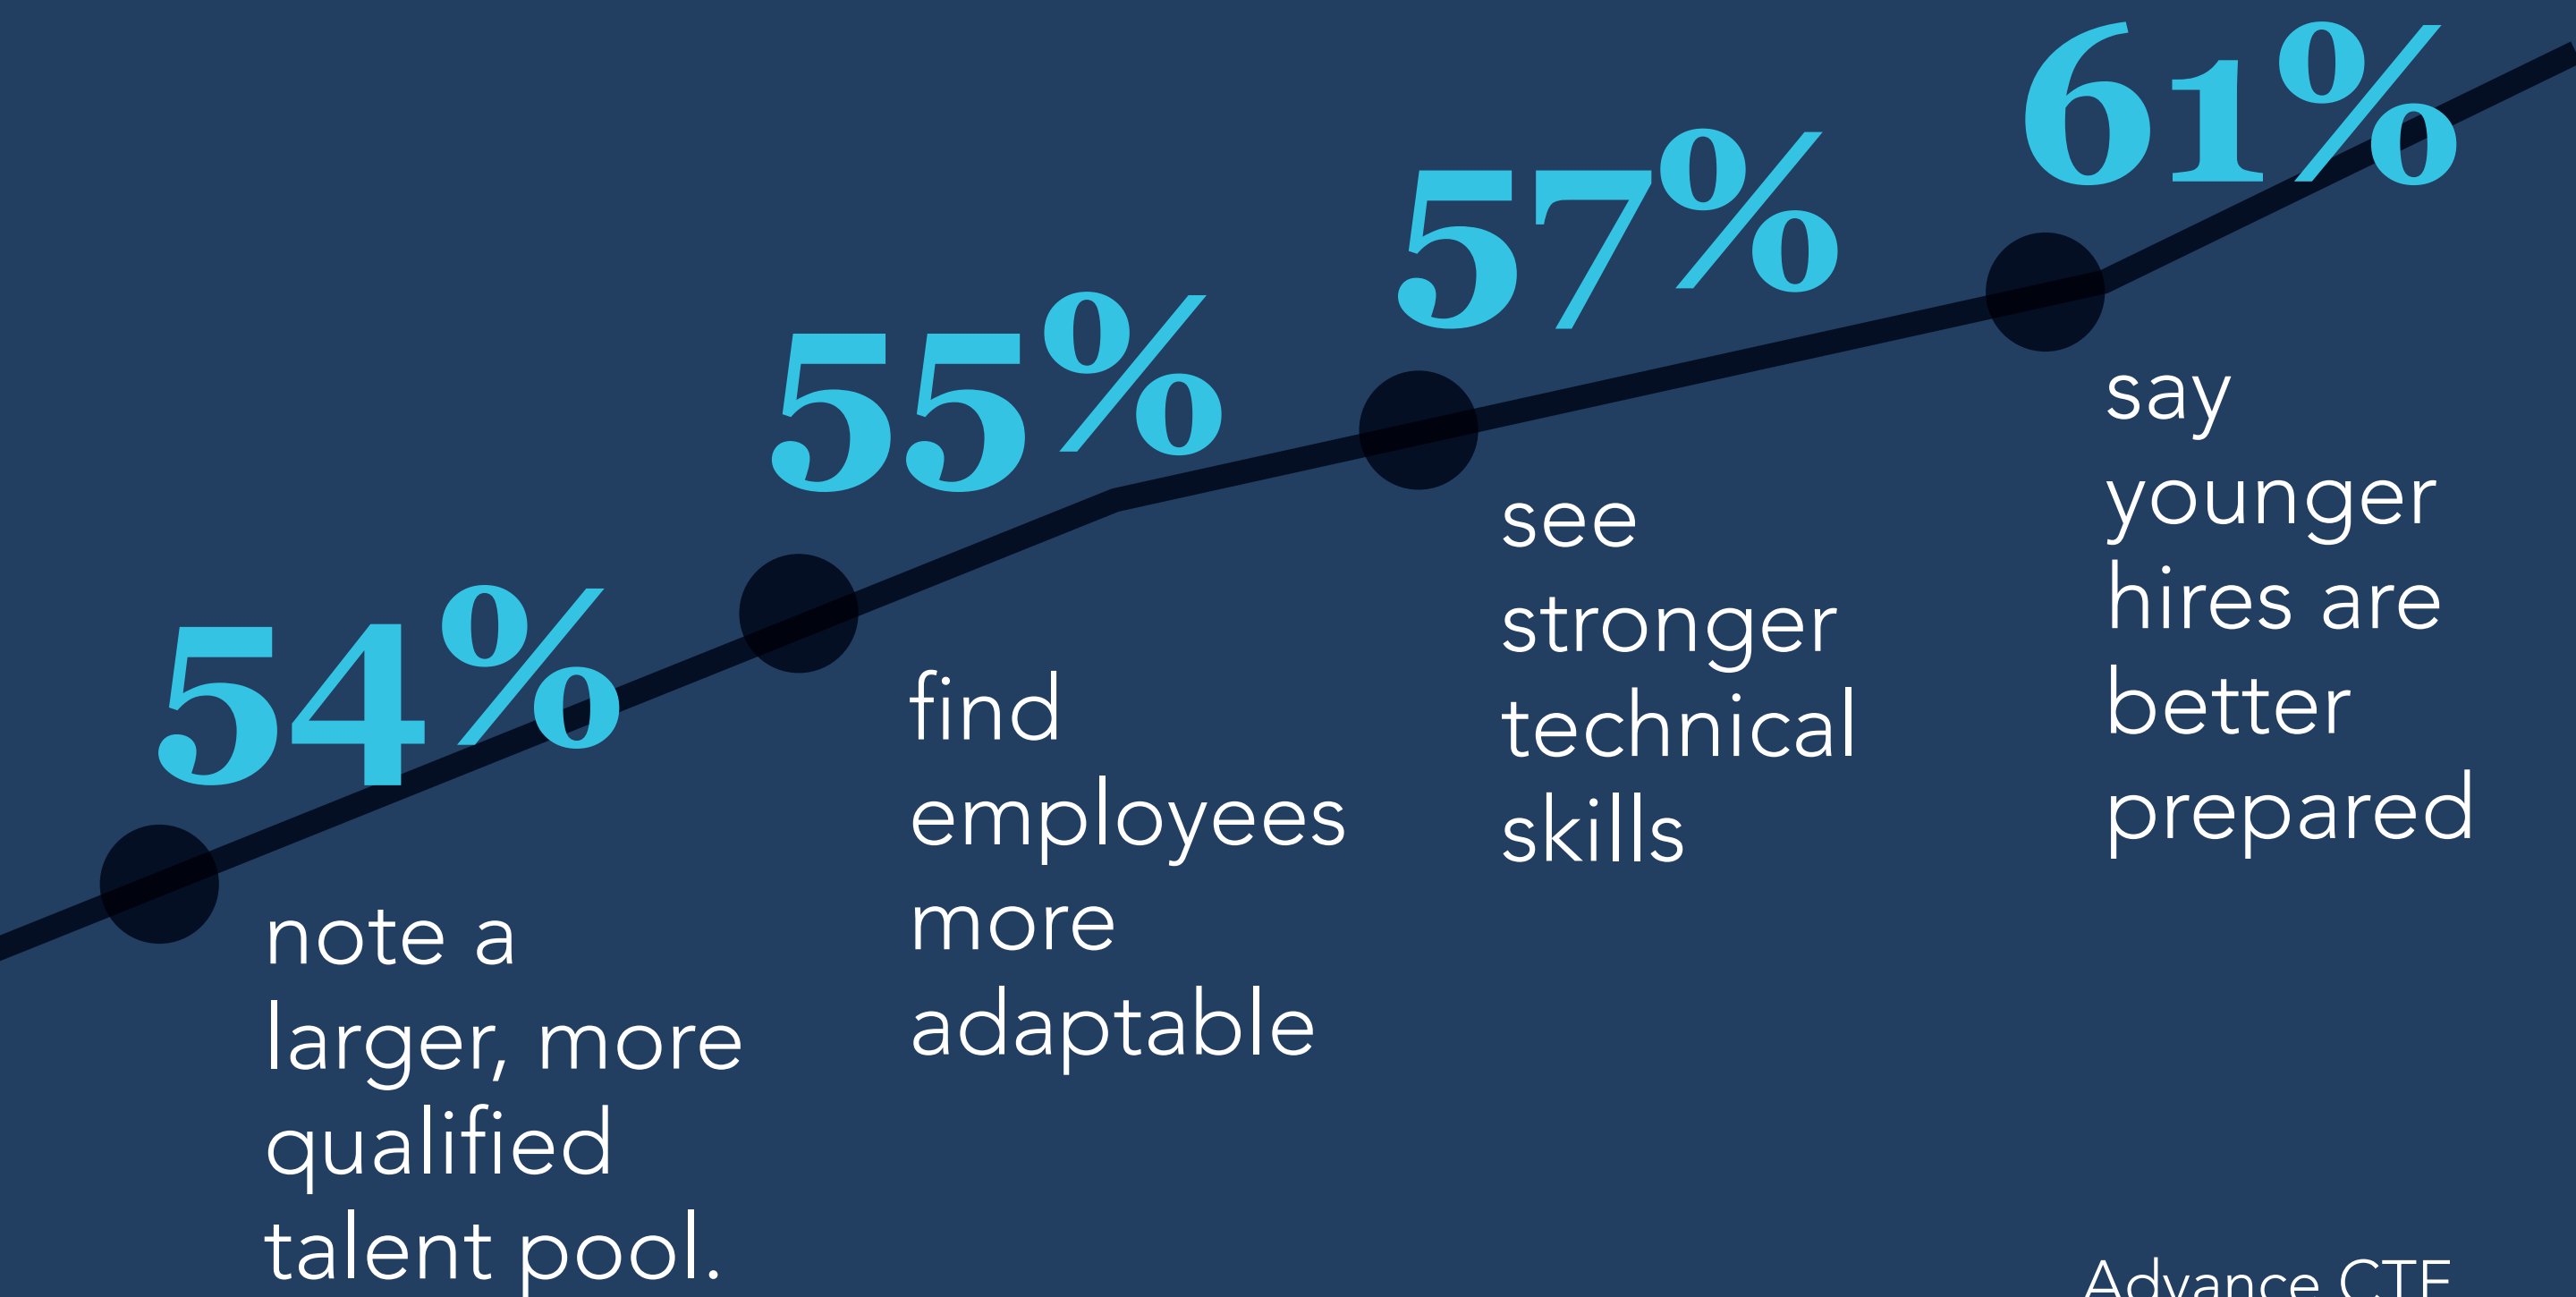 54%
note a
larger, more
qualified
talent pool.
55%
find
employees
more
adaptable
57%
see
stronger
technical
skills
61%
say
younger
hires are
better
prepared
Advance CTE